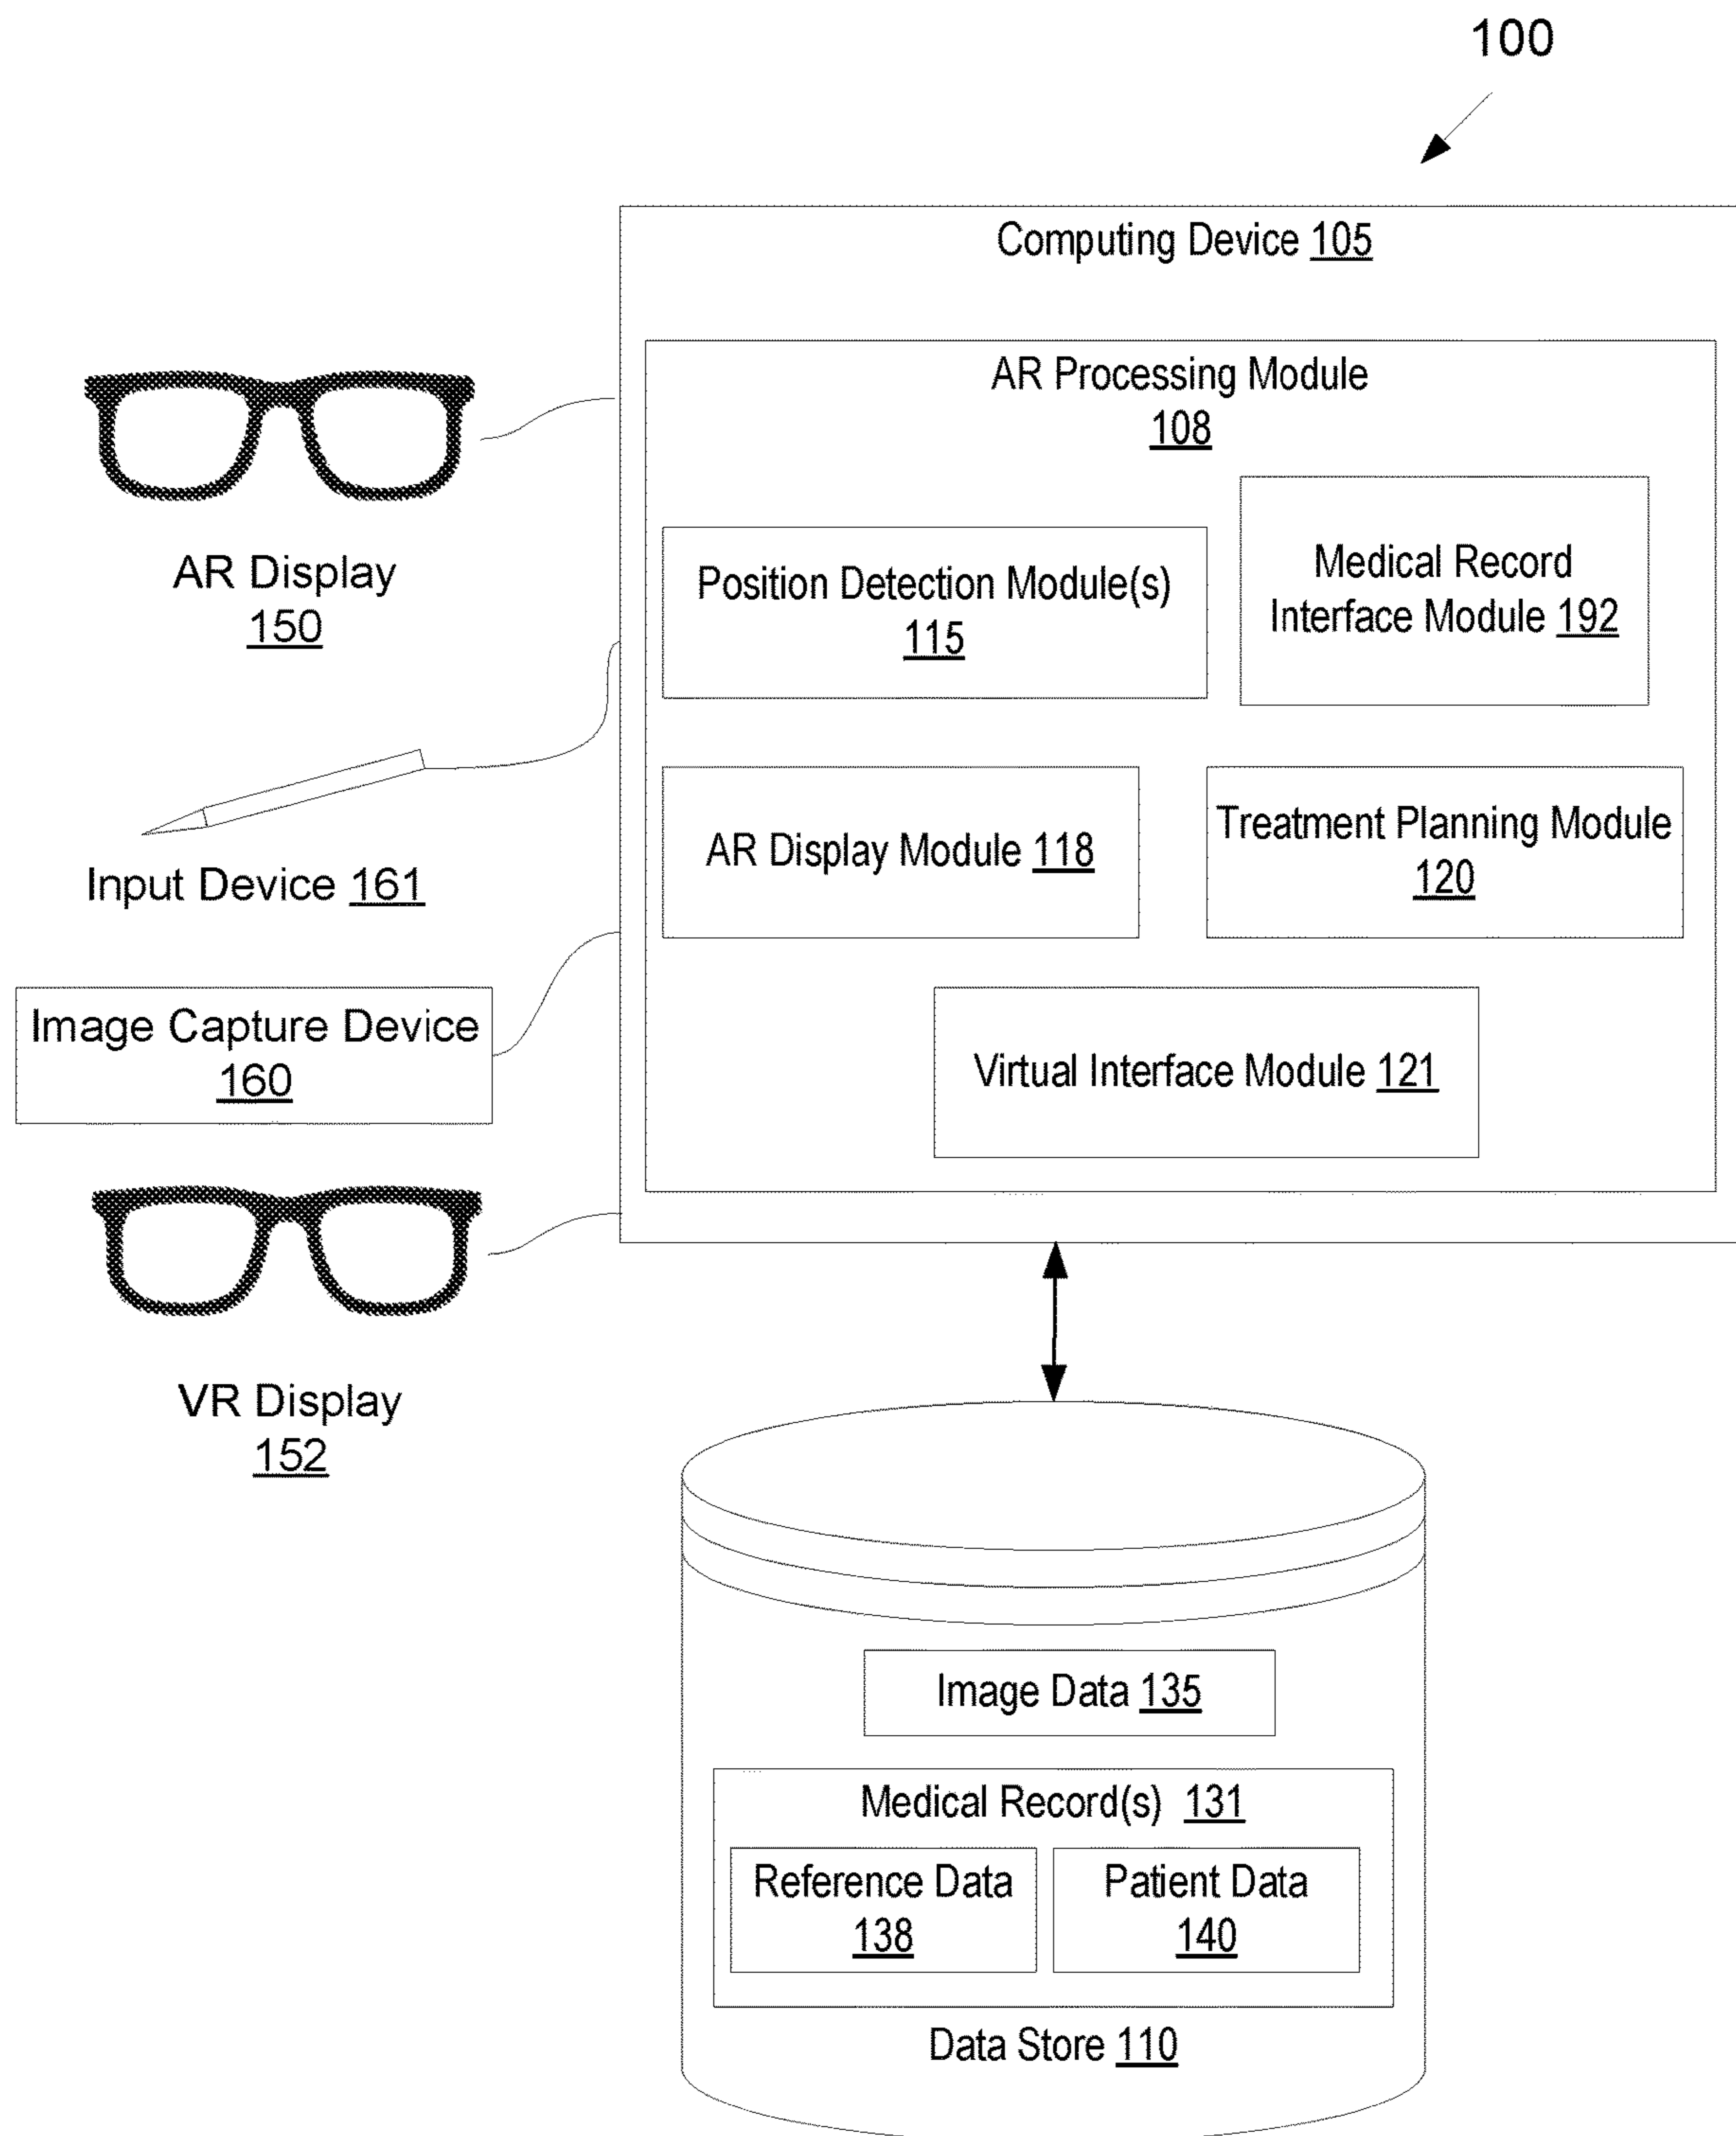 100
Computing Device 105
AR Processing Module
108
Position Detection Module(s)
115
Medical Record
Interface Module 192
AR Display Module 118
Treatment Planning Module
120
Virtual Interface Module 121
AR Display
150
Input Device 161
Image Capture Device
160
VR Display
152
Image Data 135
Medical Record(s) 131
Reference Data
138
Patient Data
140
Data Store 110